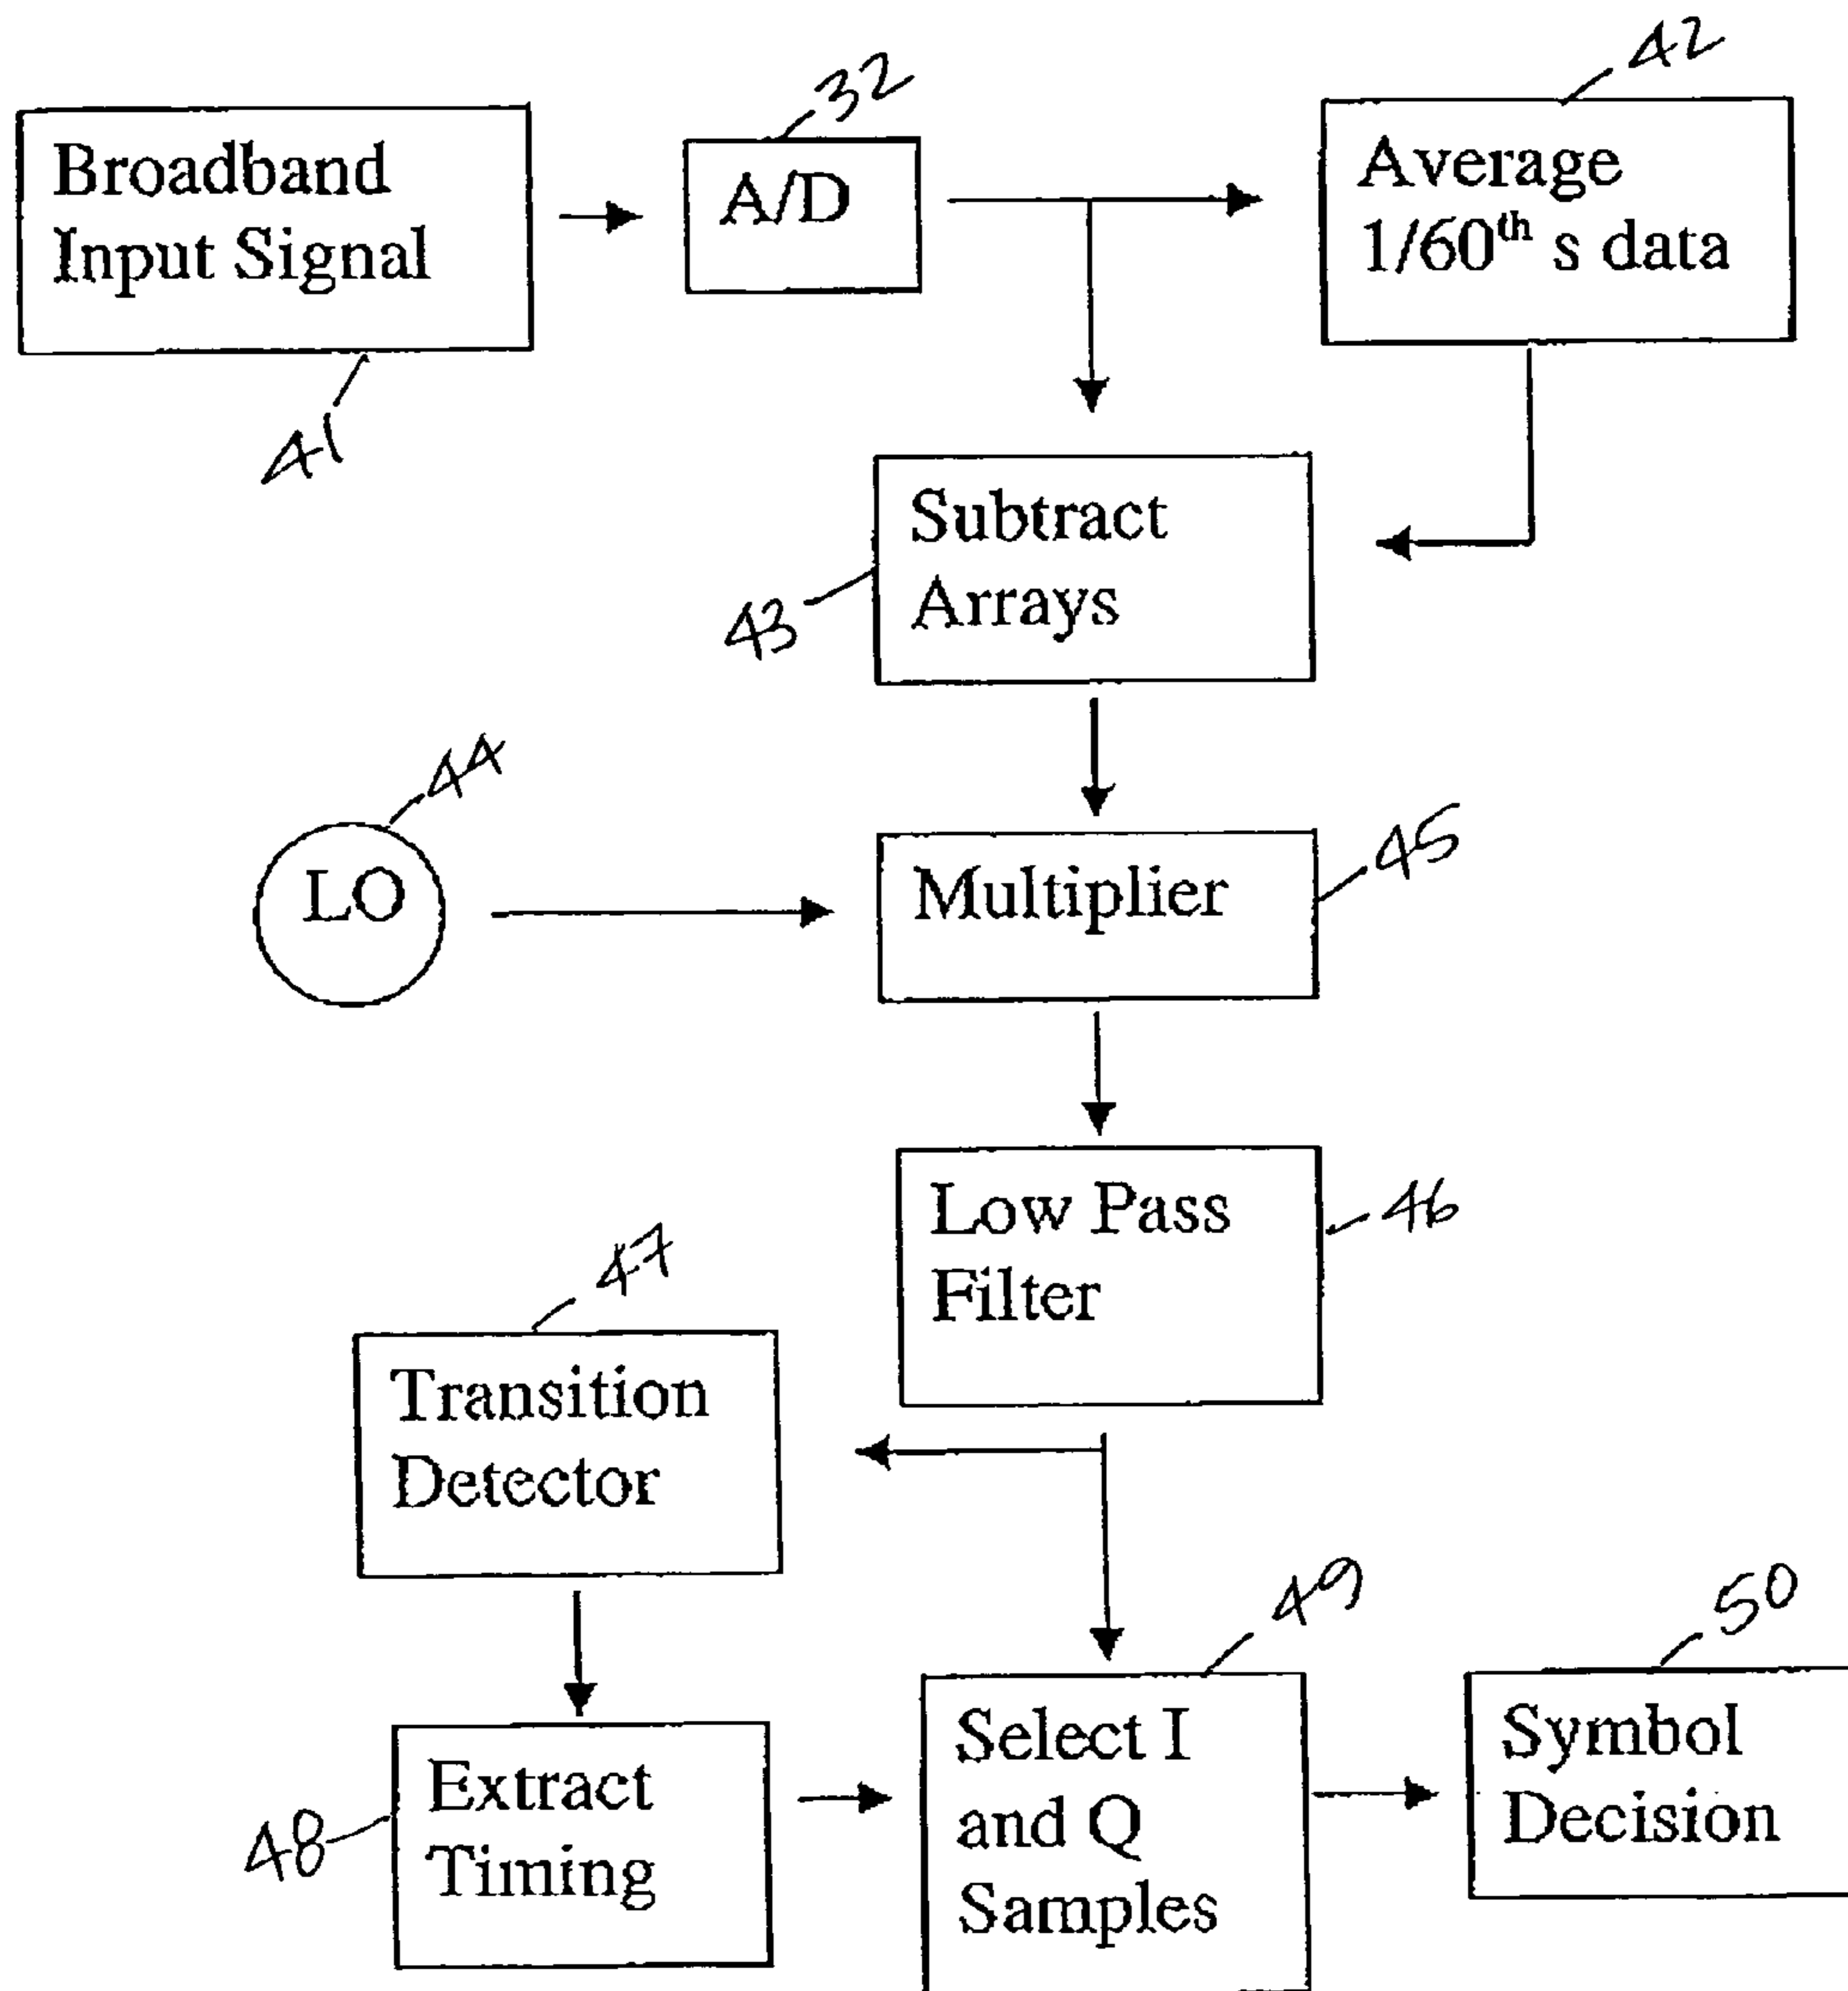 42
32
Broadband
Input Signal
A/D
Average
1/60th s data
41
Subtract
Arrays
43
44
LO
Multiplier
45
Low Pass
Filter
46
47
Transition
Detector
49
50
Extract
Timing
48
Select I
and Q
Samples
Symbol
Decision